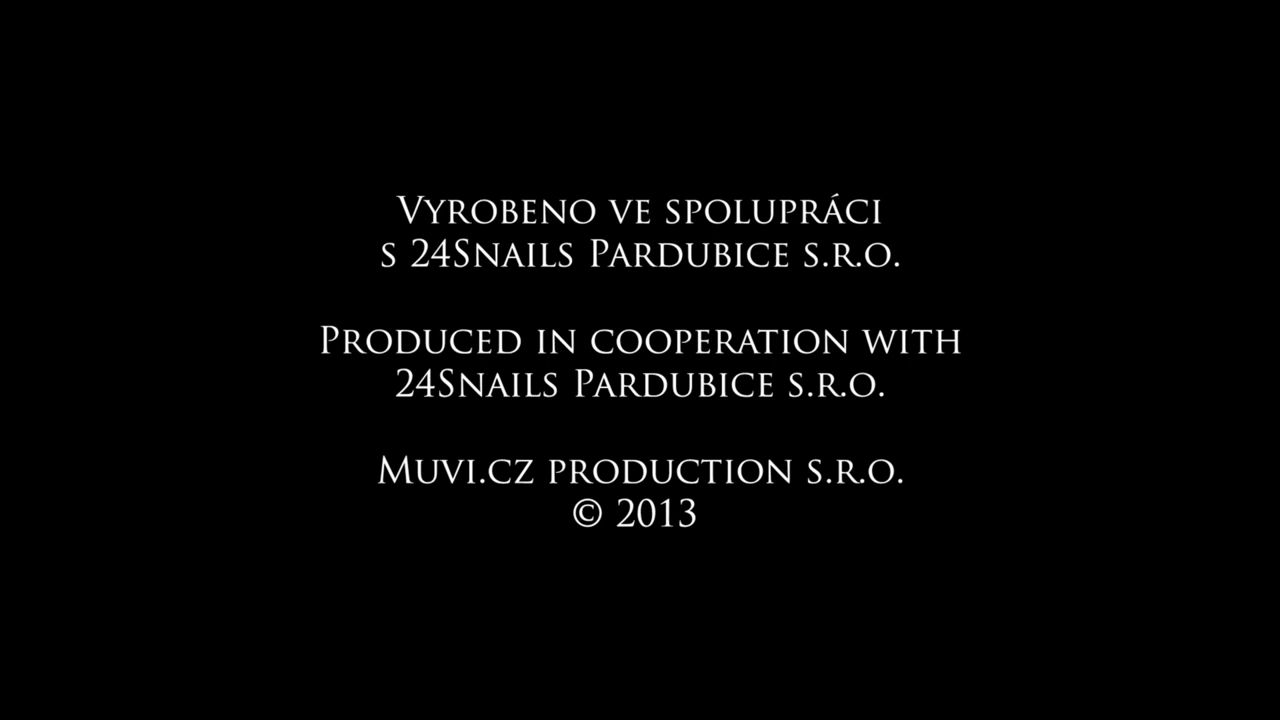 Vyrobeno ve spolupráci
s 24Snails Pardubice s.r.o.
Produced in cooperation with
24Snails Pardubice s.r.o.
Muvi.cz production s.r.o.
© 2013